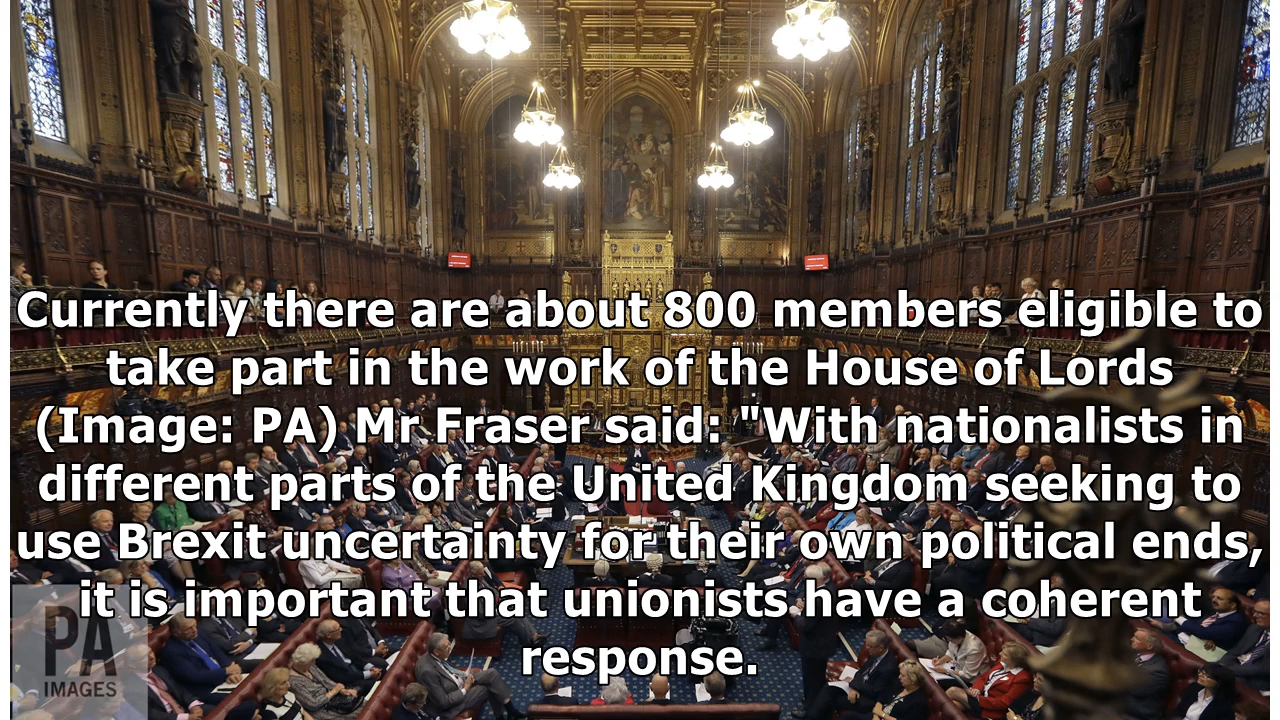 Currently there are about 800 members eligible to
take part in the work of the House of Lords
(Image: PA) Mr Fraser said: "With nationalists in
different parts of the United Kingdom seeking to
use Brexit uncertainty for their own political ends,
it is important that unionists have a coherent
response.
PA
IMAGES